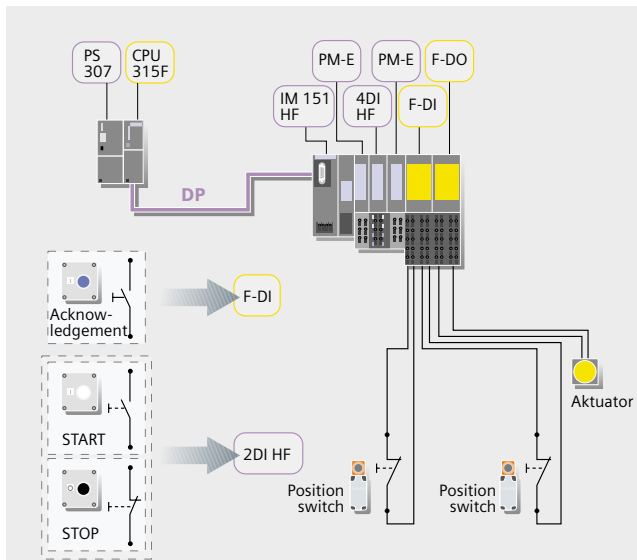 PS
307
CPU
315F
PM-E
PM-E
F-DO
IM 151
HF
4DI
HF
F-DI
DP
Acknow-
ledgement
F-DI
START
2DI HF
STOP
Position
switch
Position
switch
Aktuator